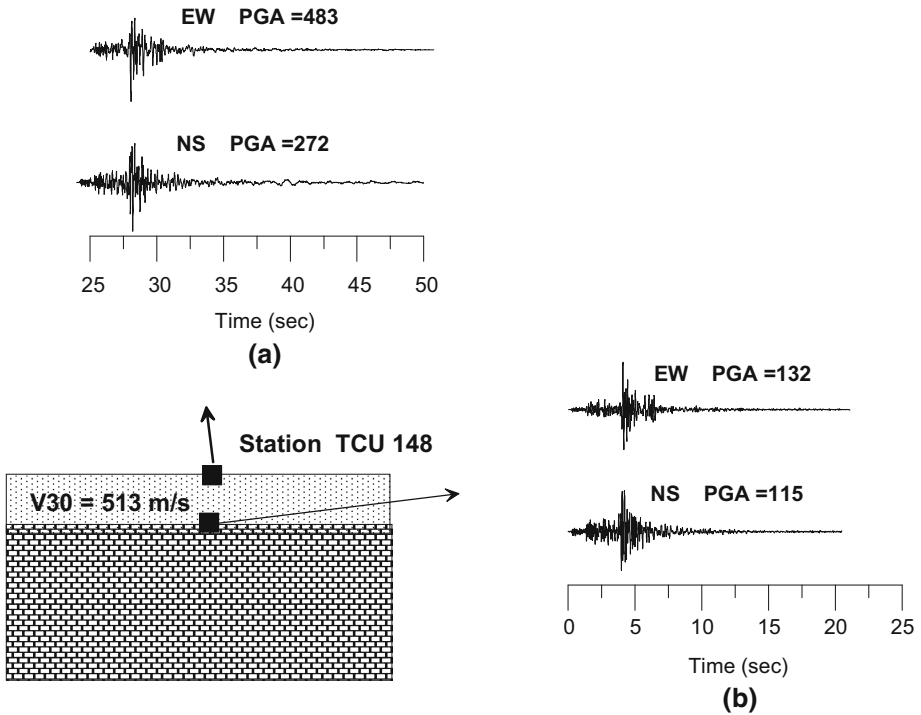 EW PGA =483
NS PGA =272
25 30 35 40 45 50
Time (sec)
(a)
Station TCU 148
V30 = 513 m/s
EW PGA =132
NS PGA =115
0 5 10 15 20 25
Time (sec)
(b)